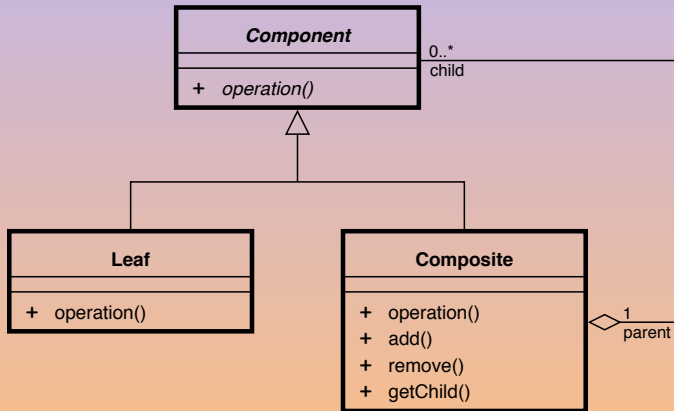 Component
+ operation()
0..*
child
Leaf
+ operation()
Composite
+ operation()
+ add()
+ remove()
+ getChild()
1
parent